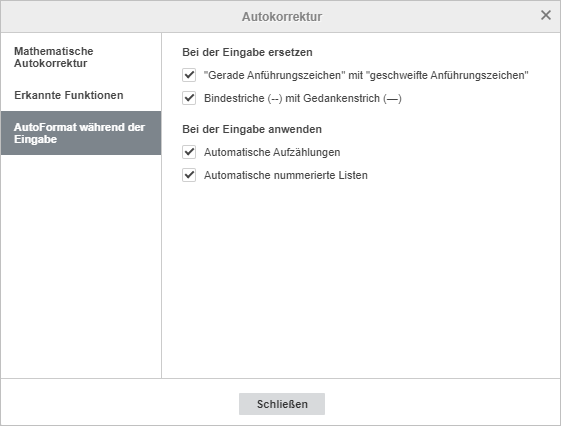 Autokorrektur
Mathematische
Autokorrektur
Erkannte Funktionen
AutoFormat während der
Eingabe
Bei der Eingabe ersetzen
"Gerade Anführungszeichen" mit "geschweifte Anführungszeichen"
Bindestriche (--) mit Gedankenstrich (—)
Bei der Eingabe anwenden
Automatische Aufzählungen
Automatische nummerierte Listen
Schließen